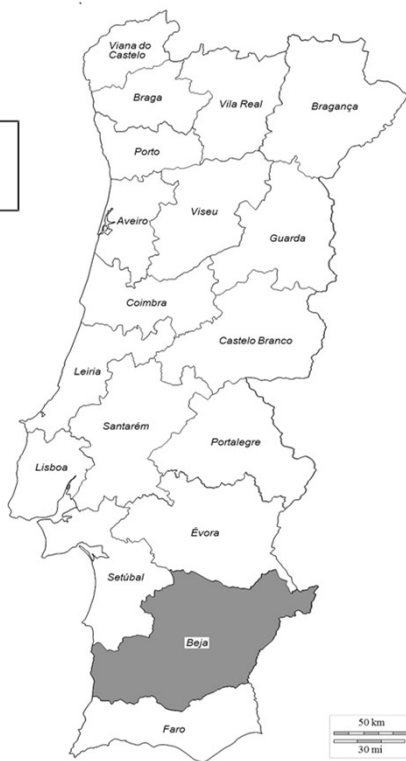 Viana do
Castelo
Braga
Vila Real
Bragança
Porto
Aveiro
Viseu
Guarda
Coimbra
Castelo Branco
Leiria
Santarém
Portalegre
Lisboa
Évora
Setúbal
Beja
Faro
50 km
30 mi